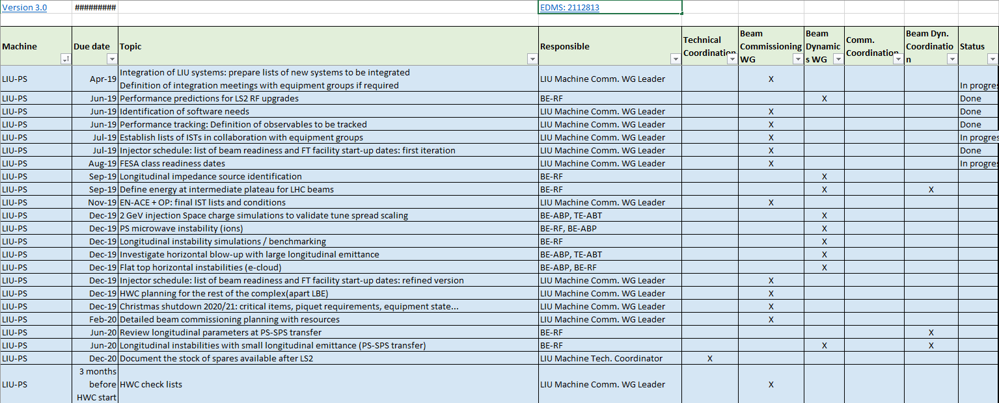 Version 3.0 ######### EDMS: 2112813
Machine Due date Topic Responsible Technical Coordination Beam Commissioning WG Beam Dynamics WG Comm. Coordination Beam Dyn. Coordination Status
LIU-PS Apr-19 Integration of LIU systems: prepare lists of new systems to be integrated
Definition of integration meetings with equipment groups if required LIU Machine Comm. WG Leader X In progres
LIU-PS Jun-19 Performance predictions for LS2 RF upgrades BE-RF X Done
LIU-PS Jun-19 Identification of software needs LIU Machine Comm. WG Leader X Done
LIU-PS Jun-19 Performance tracking: Definition of observables to be tracked LIU Machine Comm. WG Leader X Done
LIU-PS Jul-19 Establish lists of ISTs in collaboration with equipment groups LIU Machine Comm. WG Leader X In progres
LIU-PS Jul-19 Injector schedule: list of beam readiness and FT facility start-up dates: first iteration LIU Machine Comm. WG Leader X Done
LIU-PS Aug-19 FESA class readiness dates LIU Machine Comm. WG Leader X In progres
LIU-PS Sep-19 Longitudinal impedance source identification BE-RF X
LIU-PS Sep-19 Define energy at intermediate plateau for LHC beams BE-RF X X
LIU-PS Nov-19 EN-ACE + OP: final IST lists and conditions LIU Machine Comm. WG Leader X
LIU-PS Dec-19 2 GeV injection Space charge simulations to validate tune spread scaling BE-ABP, TE-ABT X
LIU-PS Dec-19 PS microwave instability (ions) BE-RF, BE-ABP X
LIU-PS Dec-19 Longitudinal instability simulations / benchmarking BE-RF X
LIU-PS Dec-19 Investigate horizontal blow-up with large longitudinal emittance BE-ABP, TE-ABT X
LIU-PS Dec-19 Flat top horizontal instabilities (e-cloud) BE-ABP, BE-RF X
LIU-PS Dec-19 Injector schedule: list of beam readiness and FT facility start-up dates: refined version LIU Machine Comm. WG Leader X
LIU-PS Dec-19 HWC planning for the rest of the complex(apart LBE) LIU Machine Comm. WG Leader X
LIU-PS Dec-19 Christmas shutdown 2020/21: critical items, piquet requirements, equipment state... LIU Machine Comm. WG Leader X
LIU-PS Feb-20 Detailed beam commissioning planning with resources LIU Machine Comm. WG Leader X
LIU-PS Jun-20 Review longitudinal parameters at PS-SPS transfer BE-RF X
LIU-PS Jun-20 Longitudinal instabilities with small longitudinal emittance (PS-SPS transfer) BE-RF X X
LIU-PS Dec-20 Document the stock of spares available after LS2 LIU Machine Tech. Coordinator X
LIU-PS 3 months before HWC start HWC check lists LIU Machine Comm. WG Leader X